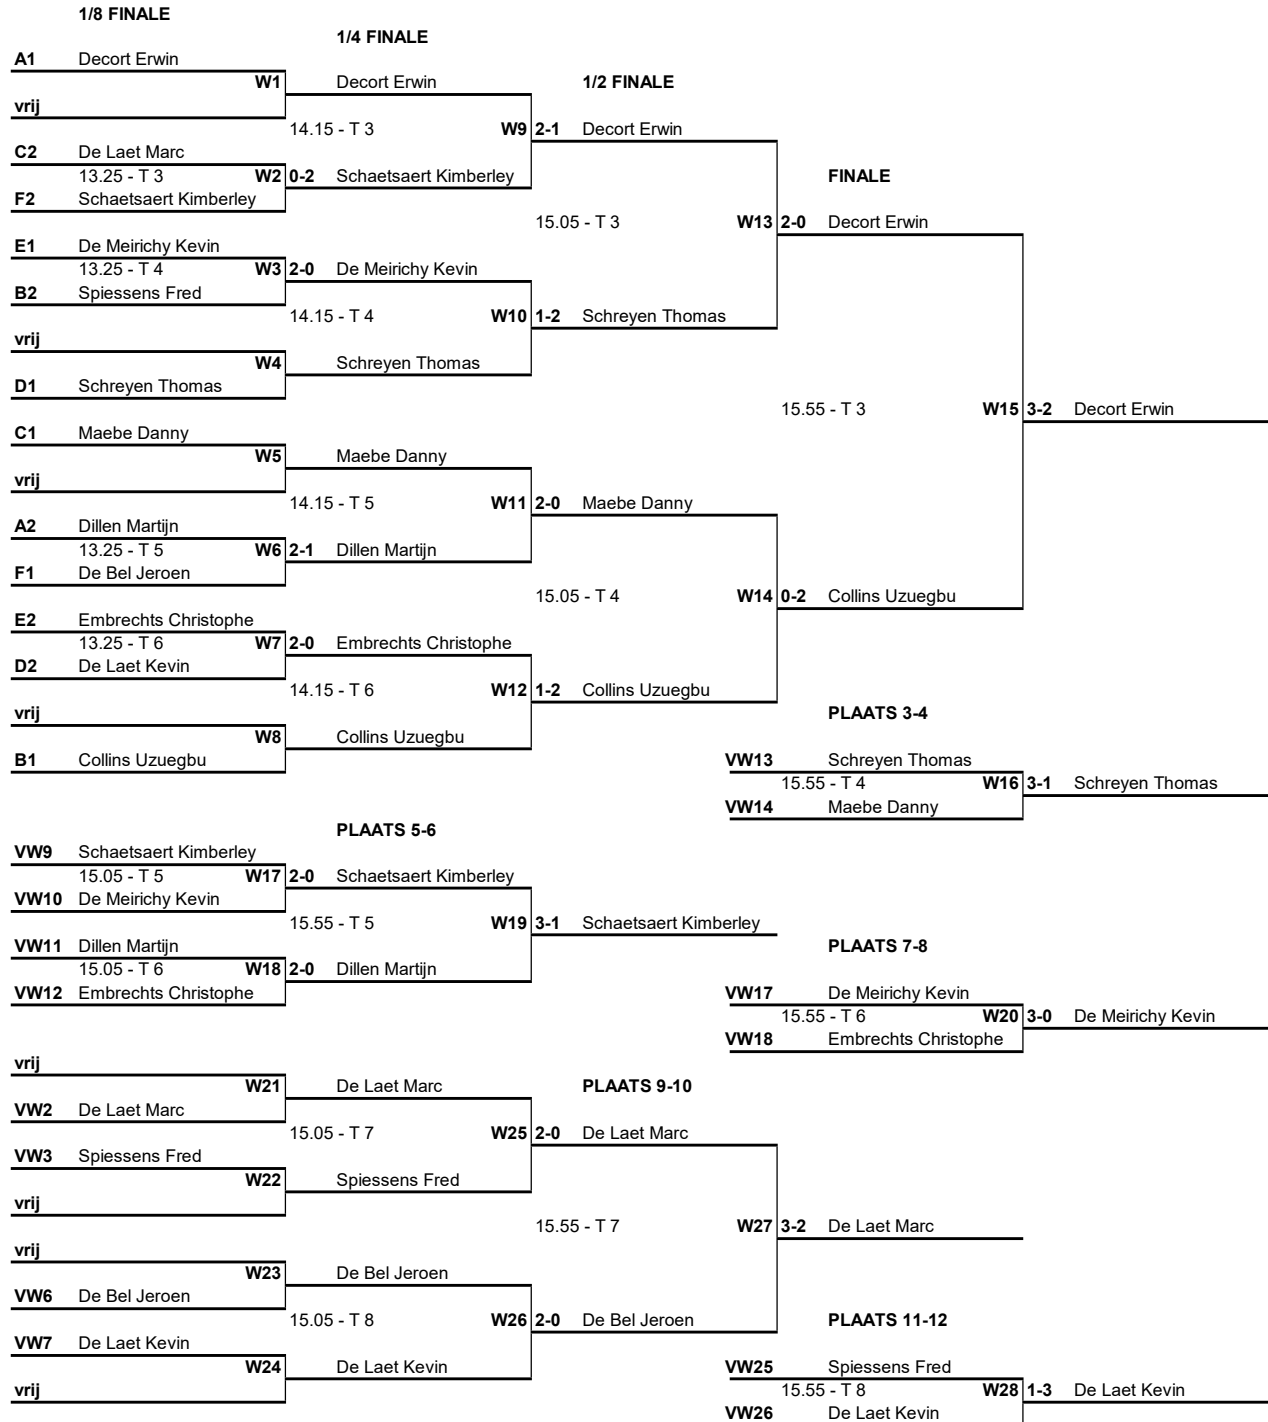 1/8 FINALE
1/4 FINALE
A1 Decort Erwin
W1 Decort Erwin 1/2 FINALE
vrij
14.15 - T 3 W9 2-1 Decort Erwin
C2 De Laet Marc
13.25 - T 3 W2 0-2 Schaetsaert Kimberley FINALE
F2 Schaetsaert Kimberley
15.05 - T 3 W13 2-0 Decort Erwin
E1 De Meirichy Kevin
13.25 - T 4 W3 2-0 De Meirichy Kevin
B2 Spiessens Fred
14.15 - T 4 W10 1-2 Schreyen Thomas
vrij
W4 Schreyen Thomas
D1 Schreyen Thomas
15.55 - T 3 W15 3-2 Decort Erwin
C1 Maebe Danny
W5 Maebe Danny
vrij
14.15 - T 5 W11 2-0 Maebe Danny
A2 Dillen Martijn
13.25 - T 5 W6 2-1 Dillen Martijn
F1 De Bel Jeroen
15.05 - T 4 W14 0-2 Collins Uzuegbu
E2 Embrechts Christophe
13.25 - T 6 W7 2-0 Embrechts Christophe
D2 De Laet Kevin
14.15 - T 6 W12 1-2 Collins Uzuegbu
vrij PLAATS 3-4
W8 Collins Uzuegbu
B1 Collins Uzuegbu VW13 Schreyen Thomas
15.55 - T 4 W16 3-1 Schreyen Thomas
VW14 Maebe Danny
PLAATS 5-6
VW9 Schaetsaert Kimberley
15.05 - T 5 W17 2-0 Schaetsaert Kimberley
VW10 De Meirichy Kevin
15.55 - T 5 W19 3-1 Schaetsaert Kimberley
VW11 Dillen Martijn PLAATS 7-8
15.05 - T 6 W18 2-0 Dillen Martijn
VW12 Embrechts Christophe VW17 De Meirichy Kevin
15.55 - T 6 W20 3-0 De Meirichy Kevin
VW18 Embrechts Christophe
vrij
W21 De Laet Marc PLAATS 9-10
VW2 De Laet Marc
15.05 - T 7 W25 2-0 De Laet Marc
VW3 Spiessens Fred
W22 Spiessens Fred
vrij
15.55 - T 7 W27 3-2 De Laet Marc
vrij
W23 De Bel Jeroen
VW6 De Bel Jeroen
15.05 - T 8 W26 2-0 De Bel Jeroen PLAATS 11-12
VW7 De Laet Kevin
W24 De Laet Kevin VW25 Spiessens Fred
vrij 15.55 - T 8 W28 1-3 De Laet Kevin
VW26 De Laet Kevin